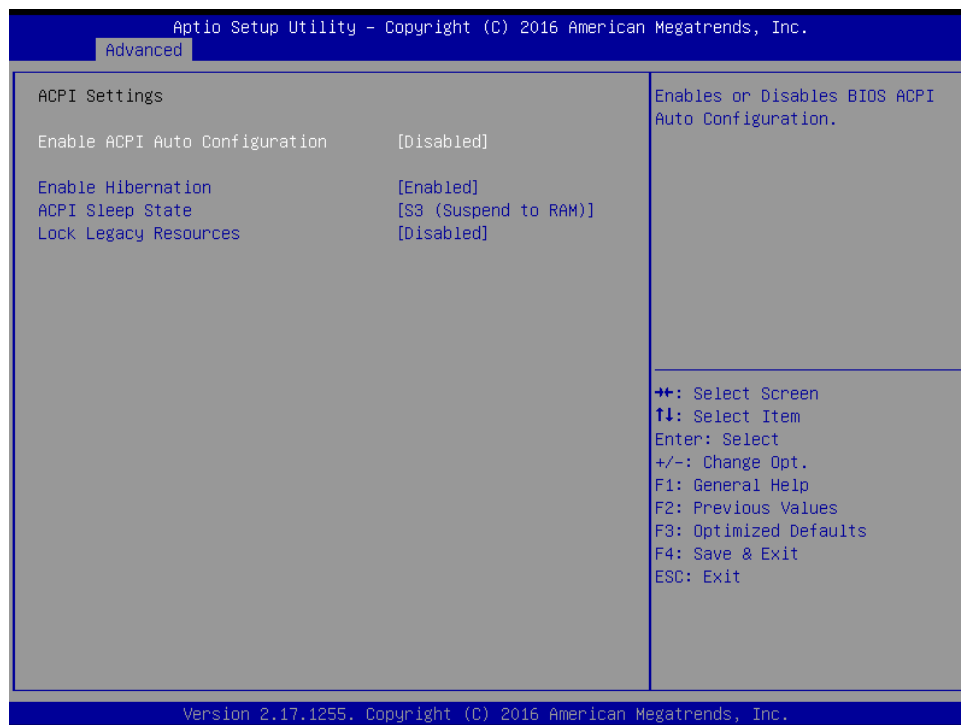 Aptio Setup Utility – Copyright (C) 2016 American Megatrends, Inc.
Advanced
ACPI Settings
Enable ACPI Auto Configuration [Disabled]
Enable Hibernation [Enabled]
ACPI Sleep State [S3 (Suspend to RAM)]
Lock Legacy Resources [Disabled]
Enables or Disables BIOS ACPI
Auto Configuration.
→←: Select Screen
↑↓: Select Item
Enter: Select
+/-: Change Opt.
F1: General Help
F2: Previous Values
F3: Optimized Defaults
F4: Save & Exit
ESC: Exit
Version 2.17.1255. Copyright (C) 2016 American Megatrends, Inc.